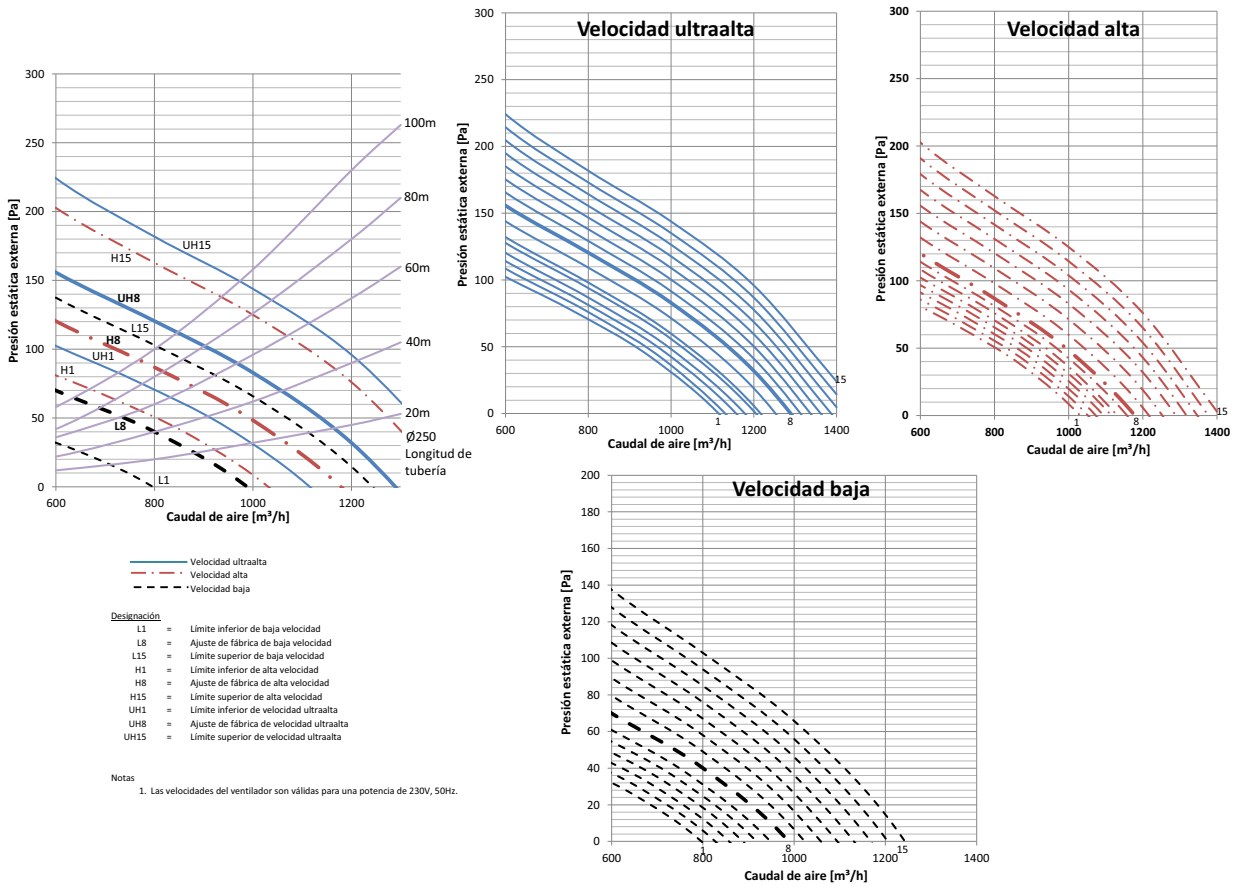 300
250
200
150
100
50
0
Presión estática externa [Pa]
600
800
1000
1200
Caudal de aire [m³/h]
UH15
H15
UH8
L15
H8
UH1
H1
L8
L1
100m
80m
60m
40m
20m
Ø250
Longitud de
tubería
Velocidad ultraalta
300
250
200
150
100
50
0
Presión estática externa [Pa]
600
800
1000
1200
1400
1
8
15
Caudal de aire [m³/h]
Velocidad alta
300
250
200
150
100
50
0
Presión estática externa [Pa]
600
800
1000
1200
1400
1
8
15
Caudal de aire [m³/h]
Velocidad baja
200
180
160
140
120
100
80
60
40
20
0
Presión estática externa [Pa]
600
800
1000
1200
1400
1
8
15
Caudal de aire [m³/h]
Velocidad ultraalta
Velocidad alta
Velocidad baja
Designación
L1 = Límite inferior de baja velocidad
L8 = Ajuste de fábrica de baja velocidad
L15 = Límite superior de baja velocidad
H1 = Límite inferior de alta velocidad
H8 = Ajuste de fábrica de alta velocidad
H15 = Límite superior de alta velocidad
UH1 = Límite inferior de velocidad ultraalta
UH8 = Ajuste de fábrica de velocidad ultraalta
UH15 = Límite superior de velocidad ultraalta
Notas
1. Las velocidades del ventilador son válidas para una potencia de 230V, 50Hz.